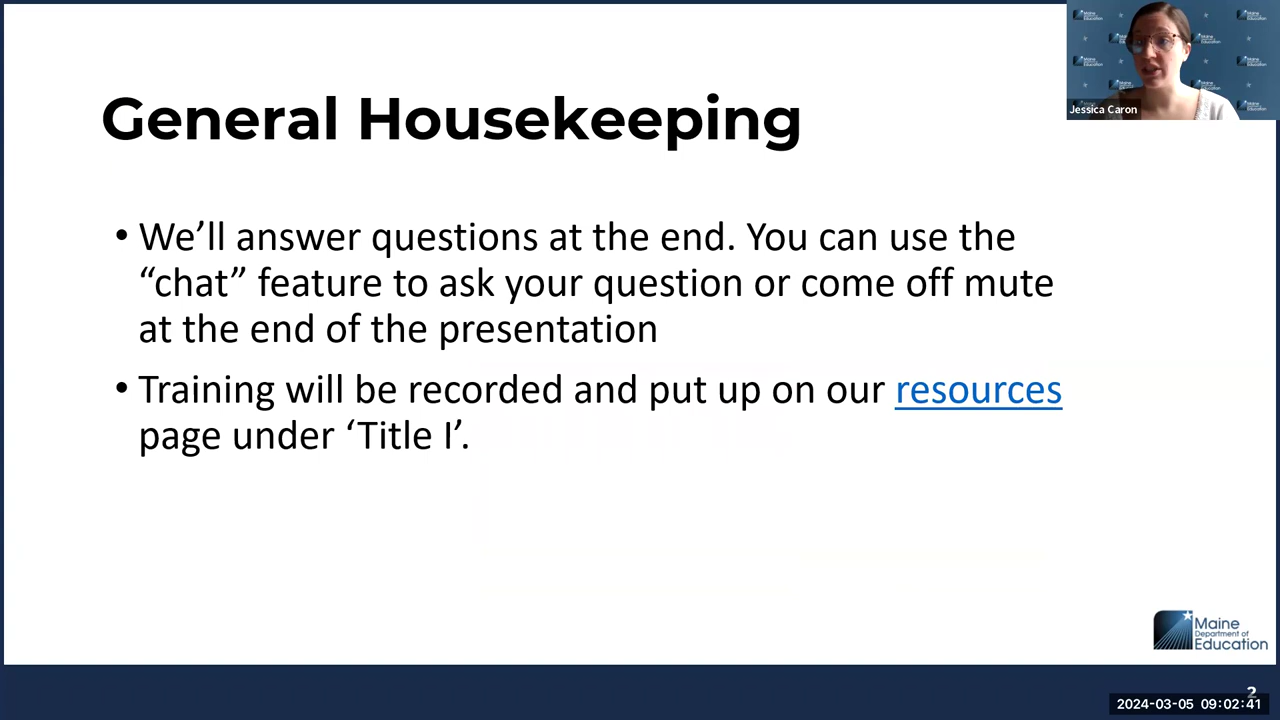 General Housekeeping
• We’ll answer questions at the end. You can use the
“chat” feature to ask your question or come off mute
at the end of the presentation
• Training will be recorded and put up on our resources
page under ‘Title I’.
Jessica Caron
Maine
Department of
Education
2
2024-03-05 09:02:41